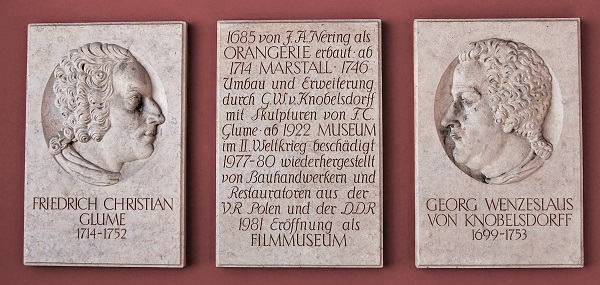 FRIEDRICH CHRISTIAN
GLUME
1714-1752
1685 von J.A.Nering als
ORANGERIE erbaut · ab
1714 MARSTALL · 1746
Umbau und Erweiterung
durch G.W.v.Knobelsdorff
mit Skulpturen von F.C.
Glume · ab 1922 MUSEUM
im II. Weltkrieg beschädigt
1977-80 wiederhergestellt
von Bauhandwerkern und
Restauratoren aus der
VR Polen und der DDR
1981 Eröffnung als
FILMMUSEUM
GEORG WENZESLAUS
VON KNOBELSDORFF
1699-1753